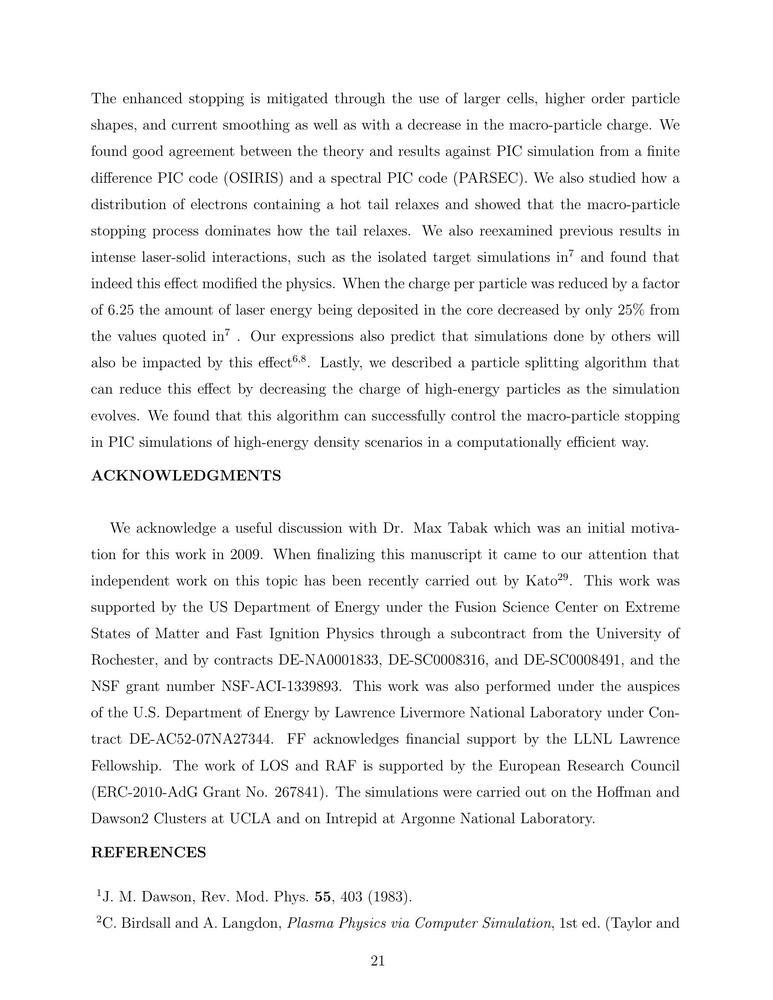 The enhanced stopping is mitigated through the use of larger cells, higher order particle
shapes, and current smoothing as well as with a decrease in the macro-particle charge. We
found good agreement between the theory and results against PIC simulation from a finite
difference PIC code (OSIRIS) and a spectral PIC code (PARSEC). We also studied how a
distribution of electrons containing a hot tail relaxes and showed that the macro-particle
stopping process dominates how the tail relaxes. We also reexamined previous results in
intense laser-solid interactions, such as the isolated target simulations in⁷ and found that
indeed this effect modified the physics. When the charge per particle was reduced by a factor
of 6.25 the amount of laser energy being deposited in the core decreased by only 25% from
the values quoted in⁷ . Our expressions also predict that simulations done by others will
also be impacted by this effect⁶,⁸. Lastly, we described a particle splitting algorithm that
can reduce this effect by decreasing the charge of high-energy particles as the simulation
evolves. We found that this algorithm can successfully control the macro-particle stopping
in PIC simulations of high-energy density scenarios in a computationally efficient way.
ACKNOWLEDGMENTS
We acknowledge a useful discussion with Dr. Max Tabak which was an initial motiva-
tion for this work in 2009. When finalizing this manuscript it came to our attention that
independent work on this topic has been recently carried out by Kato²⁹. This work was
supported by the US Department of Energy under the Fusion Science Center on Extreme
States of Matter and Fast Ignition Physics through a subcontract from the University of
Rochester, and by contracts DE-NA0001833, DE-SC0008316, and DE-SC0008491, and the
NSF grant number NSF-ACI-1339893. This work was also performed under the auspices
of the U.S. Department of Energy by Lawrence Livermore National Laboratory under Con-
tract DE-AC52-07NA27344. FF acknowledges financial support by the LLNL Lawrence
Fellowship. The work of LOS and RAF is supported by the European Research Council
(ERC-2010-AdG Grant No. 267841). The simulations were carried out on the Hoffman and
Dawson2 Clusters at UCLA and on Intrepid at Argonne National Laboratory.
REFERENCES
¹J. M. Dawson, Rev. Mod. Phys. 55, 403 (1983).
²C. Birdsall and A. Langdon, Plasma Physics via Computer Simulation, 1st ed. (Taylor and
21